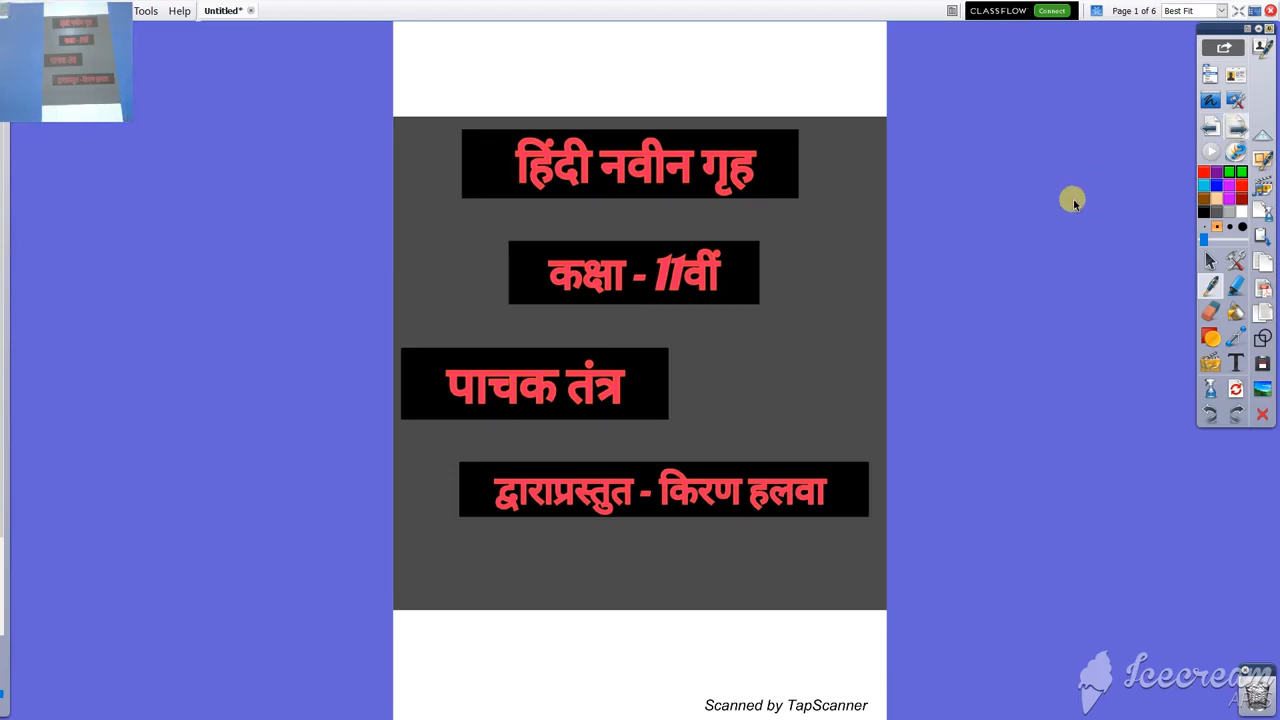 Tools Help Untitled* CLASSFLOW Connect Page 1 of 6 Best Fit
हिंदी नवीन गृह
कक्षा - 11वीं
पाचक तंत्र
द्वाराप्रस्तुत - किरण हलवा
T
Icecream
APPS
Scanned by TapScanner